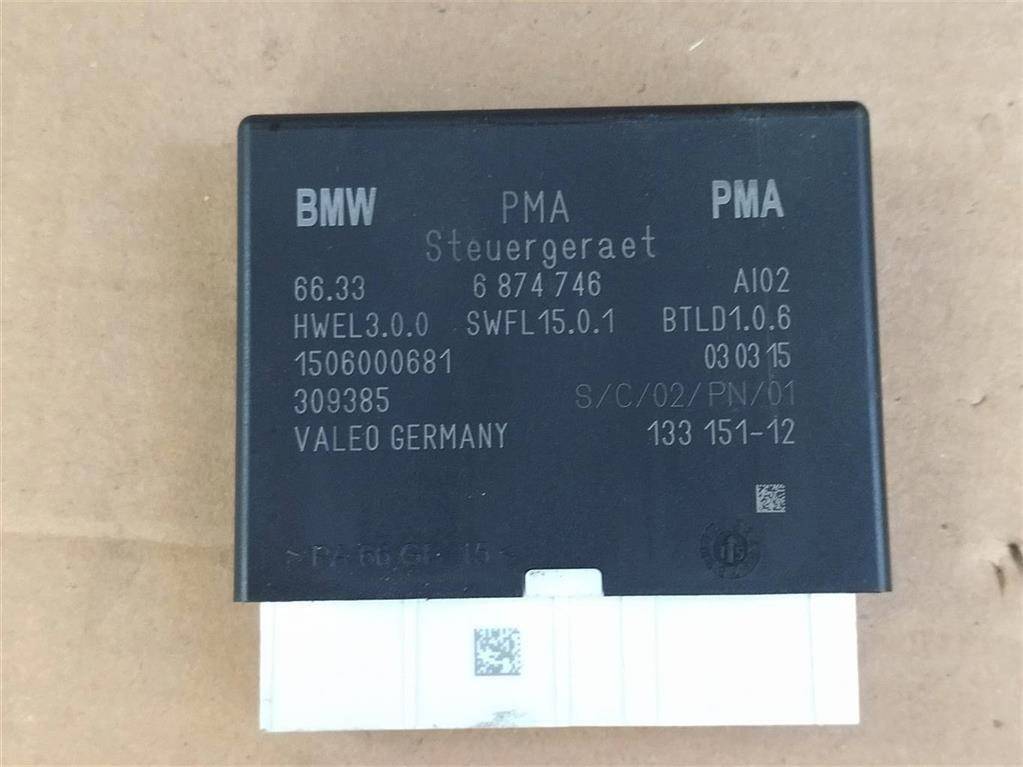 BMW PMA PMA
Steuergeraet
66.33 6 874 746 AI02
HWEL3.0.0 SWFL15.0.1 BTLD1.0.6
1506000681 03 03 15
309385 S/C/02/PN/01
VALEO GERMANY 133 151-12
15